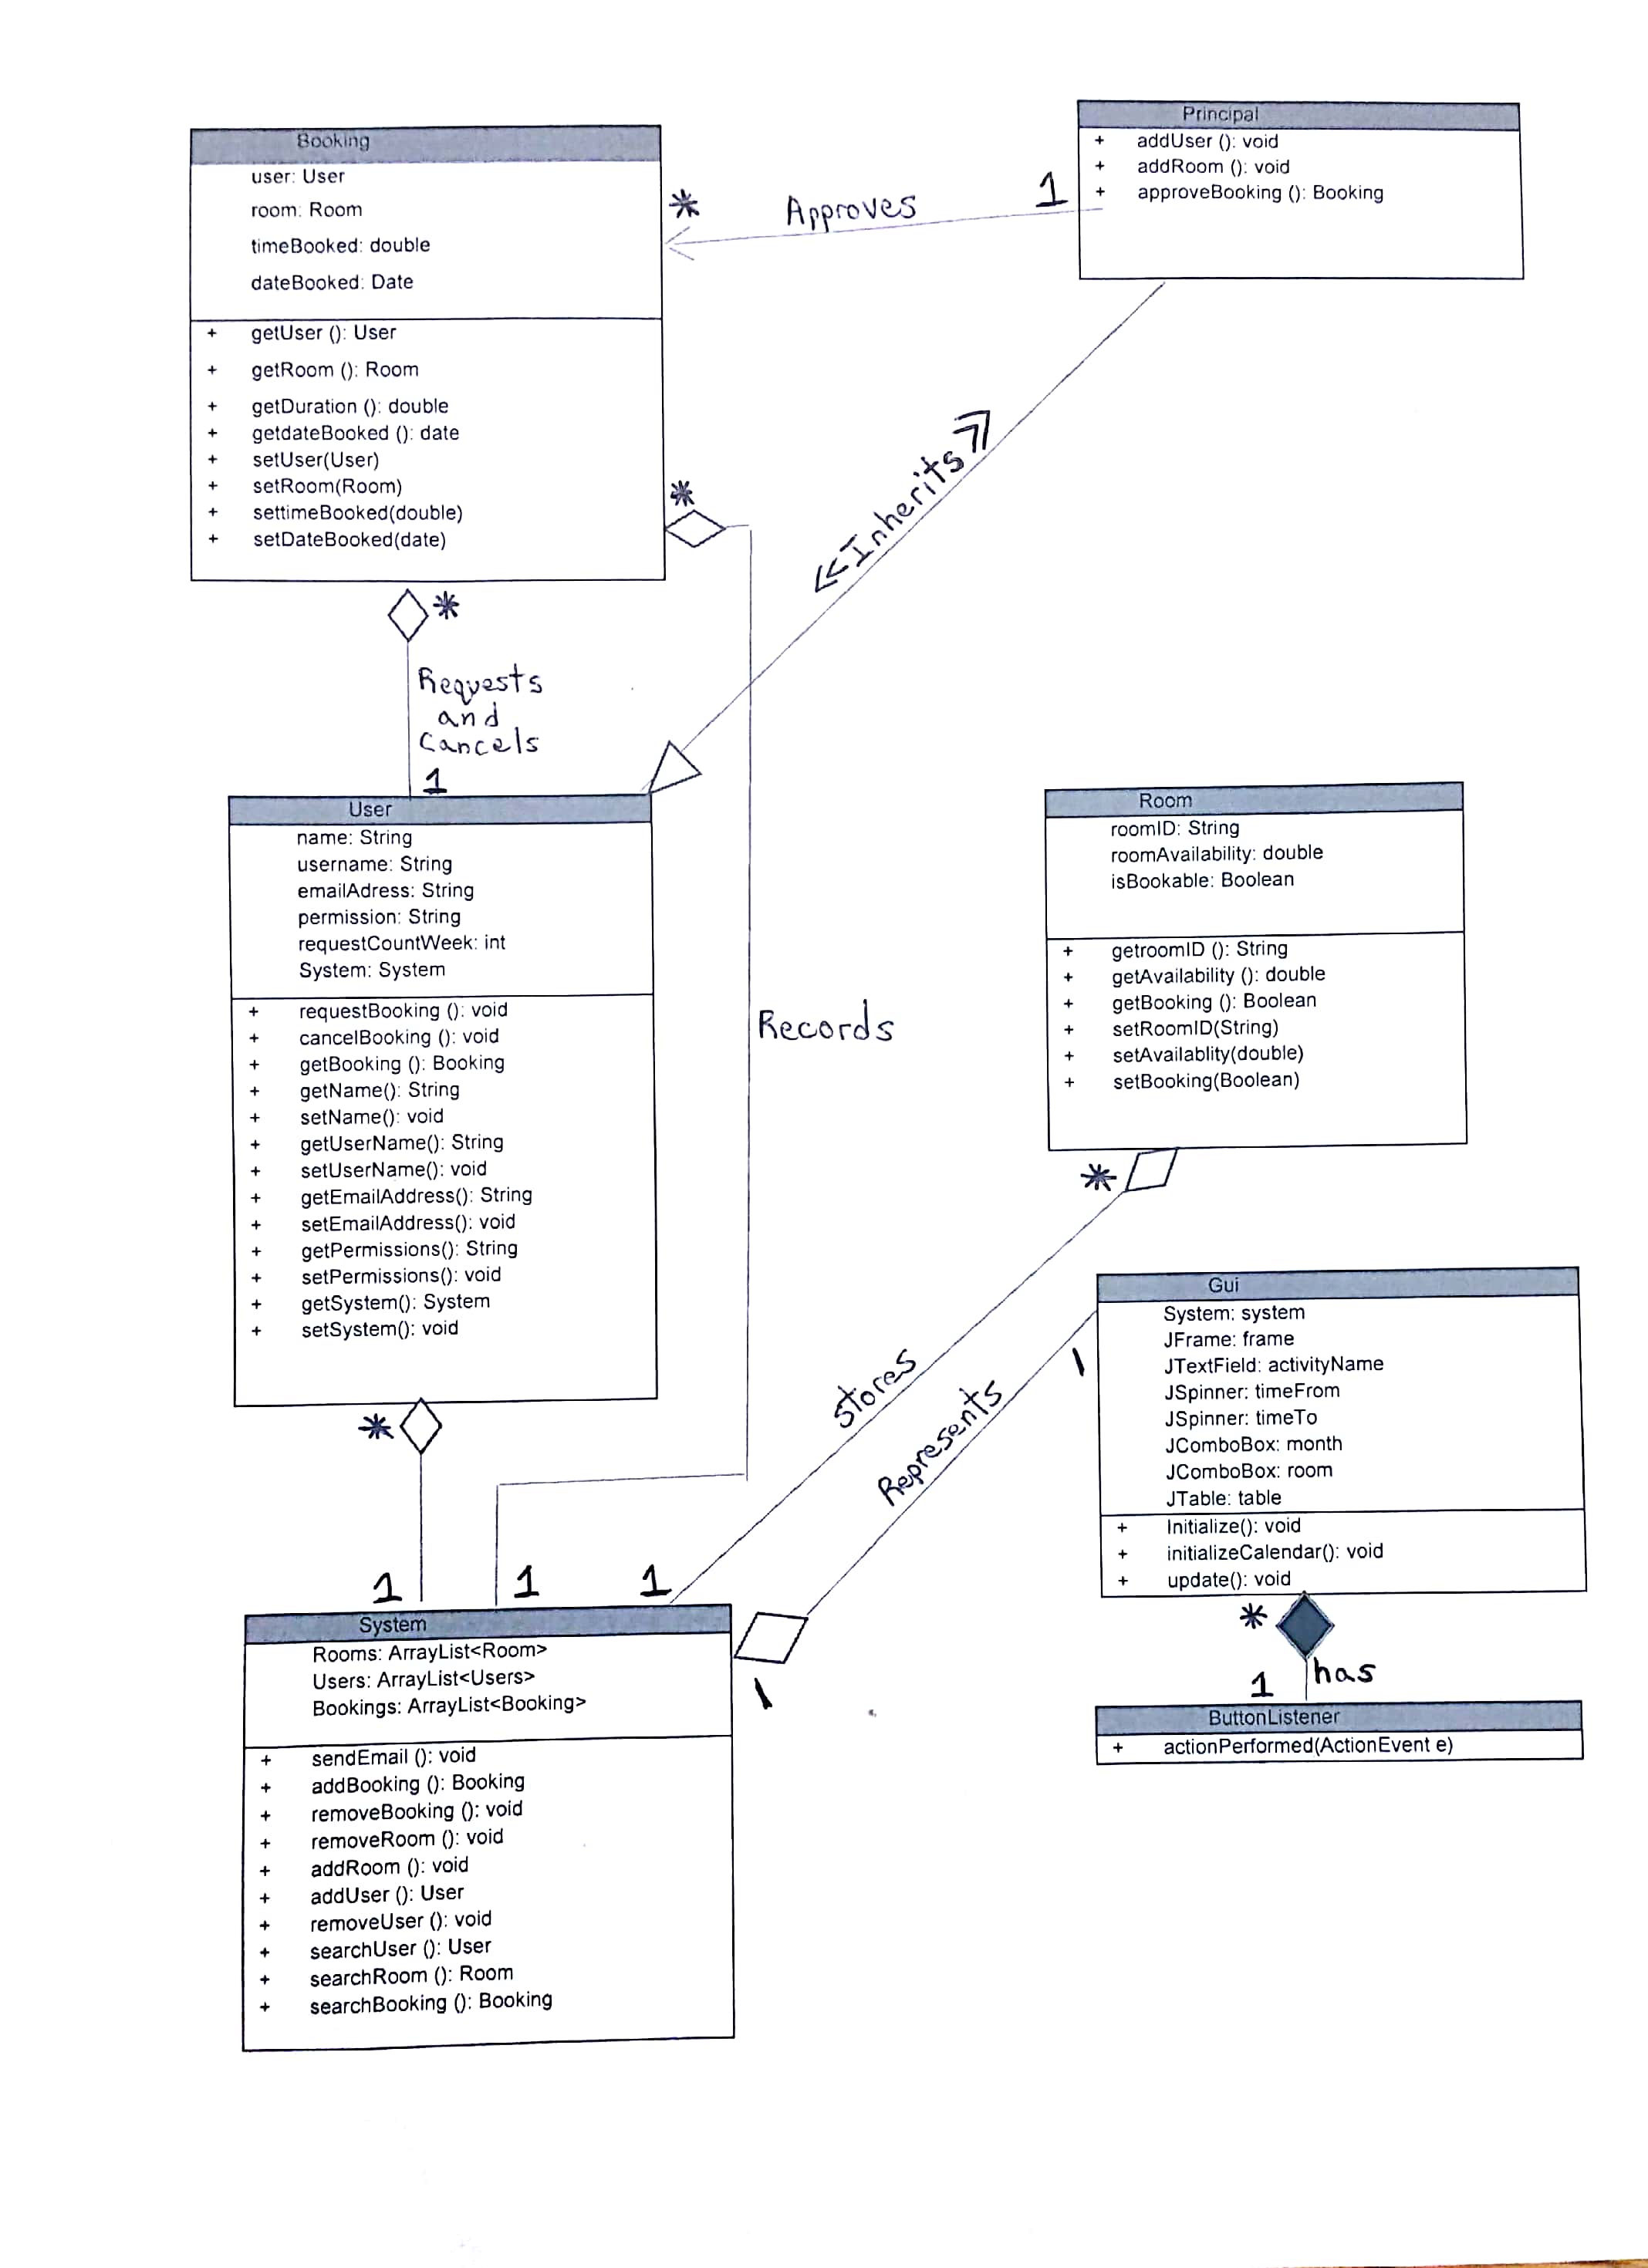 Booking
user: User
room: Room
timeBooked: double
dateBooked: Date
+ getUser (): User
+ getRoom (): Room
+ getDuration (): double
+ getdateBooked (): date
+ setUser(User)
+ setRoom(Room)
+ settimeBooked(double)
+ setDateBooked(date)
Principal
+ addUser (): void
+ addRoom (): void
+ approveBooking (): Booking
* Approves 1
<<Inherits>>
*
*
Requests
and
Cancels
1
User
name: String
username: String
emailAdress: String
permission: String
requestCountWeek: int
System: System
+ requestBooking (): void
+ cancelBooking (): void
+ getBooking (): Booking
+ getName(): String
+ setName(): void
+ getUserName(): String
+ setUserName(): void
+ getEmailAddress(): String
+ setEmailAddress(): void
+ getPermissions(): String
+ setPermissions(): void
+ getSystem(): System
+ setSystem(): void
Records
Room
roomID: String
roomAvailability: double
isBookable: Boolean
+ getroomID (): String
+ getAvailability (): double
+ getBooking (): Boolean
+ setRoomID(String)
+ setAvailablity(double)
+ setBooking(Boolean)
*
stores
Represents
1
Gui
System: system
JFrame: frame
JTextField: activityName
JSpinner: timeFrom
JSpinner: timeTo
JComboBox: month
JComboBox: room
JTable: table
+ Initialize(): void
+ initializeCalendar(): void
+ update(): void
*
1 has
ButtonListener
+ actionPerformed(ActionEvent e)
*
1 1 1
System
Rooms: ArrayList<Room>
Users: ArrayList<Users>
Bookings: ArrayList<Booking>
1
+ sendEmail (): void
+ addBooking (): Booking
+ removeBooking (): void
+ removeRoom (): void
+ addRoom (): void
+ addUser (): User
+ removeUser (): void
+ searchUser (): User
+ searchRoom (): Room
+ searchBooking (): Booking